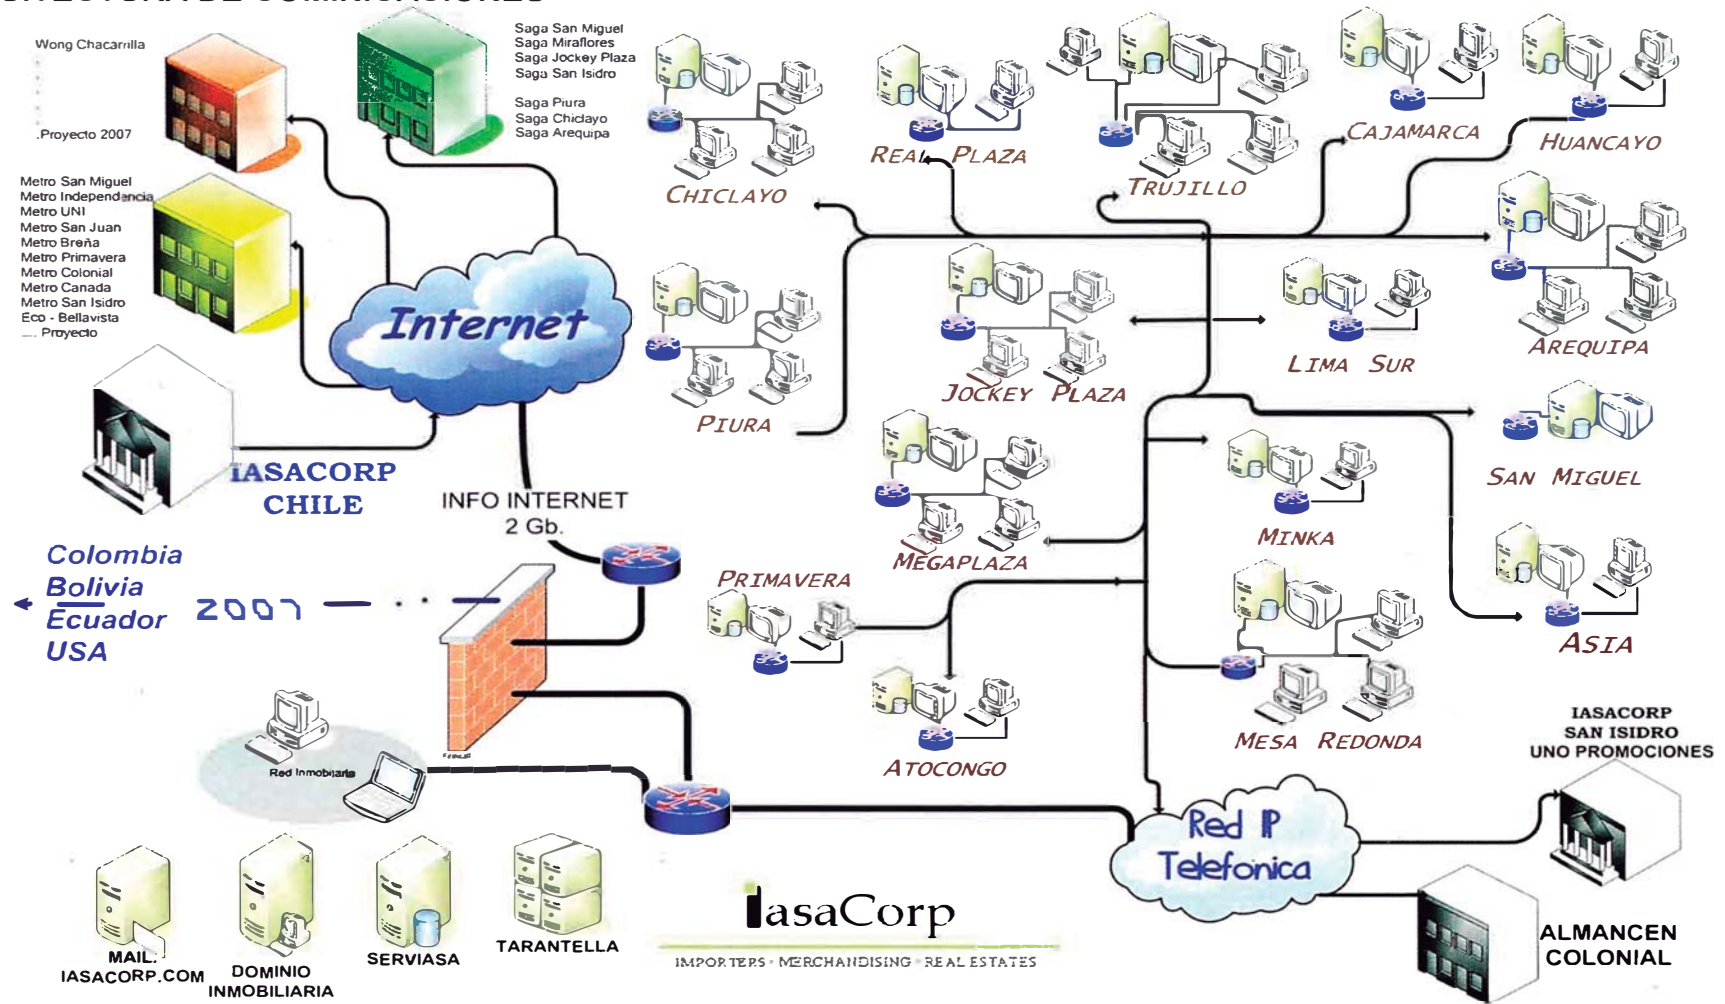 Wong Chacarrilla
.Proyecto 2007
Saga San Miguel
Saga Miraflores
Saga Jockey Plaza
Saga San Isidro
Saga Piura
Saga Chiclayo
Saga Arequipa
Metro San Miguel
Metro Independencia
Metro UNI
Metro San Juan
Metro Breña
Metro Primavera
Metro Colonial
Metro Canada
Metro San Isidro
Eco - Bellavista
Proyecto
Internet
IASACORP
CHILE
INFO INTERNET
2 Gb.
Colombia
Bolivia
Ecuador
USA
2007
Red Inmobiliaria
MAIL.
IASACORP.COM
DOMINIO
INMOBILIARIA
SERVIASA
TARANTELLA
IasaCorp
IMPORTERS · MERCHANDISING · REAL ESTATES
CHICLAYO
REAL PLAZA
TRUJILLO
CAJAMARCA
HUANCAYO
PIURA
JOCKEY PLAZA
LIMA SUR
AREQUIPA
MEGAPLAZA
MINKA
SAN MIGUEL
PRIMAVERA
ATOCONGO
MESA REDONDA
ASIA
Red IP
Telefonica
IASACORP
SAN ISIDRO
UNO PROMOCIONES
ALMANCEN
COLONIAL